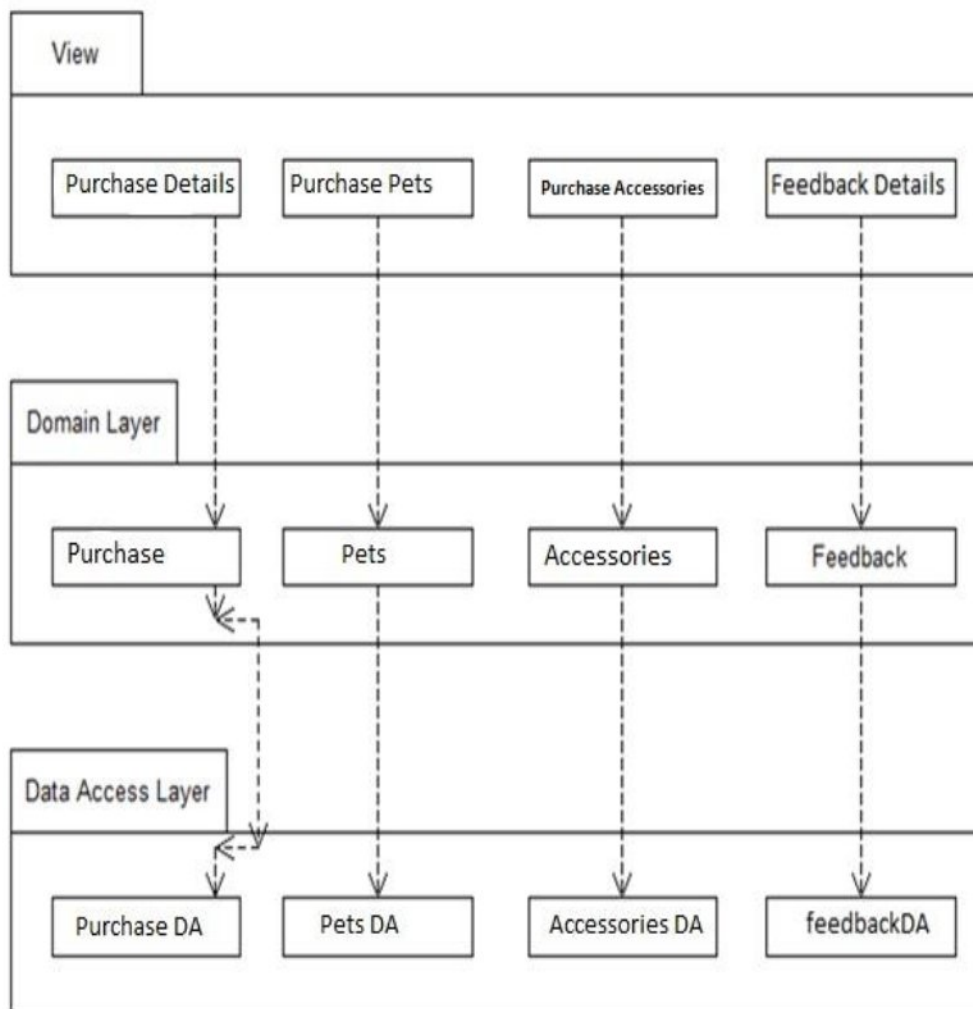 View
Purchase Details
Purchase Pets
Purchase Accessories
Feedback Details
Domain Layer
Purchase
Pets
Accessories
Feedback
Data Access Layer
Purchase DA
Pets DA
Accessories DA
feedbackDA